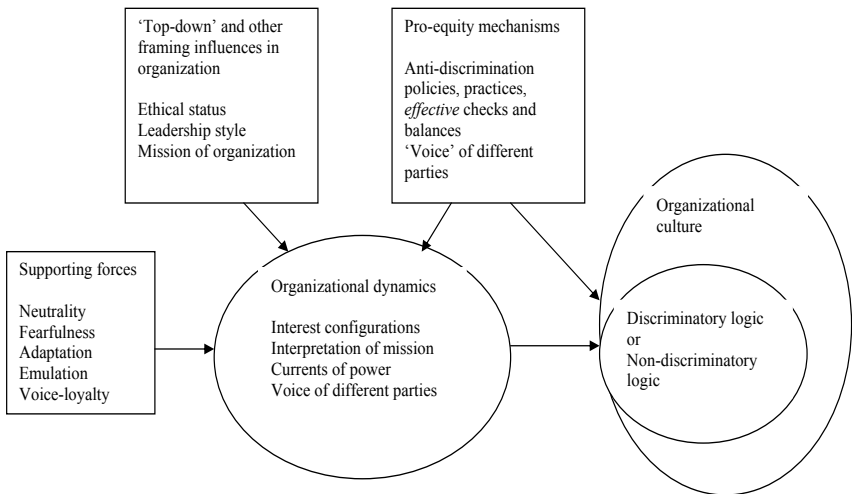 ‘Top-down’ and other
framing influences in
organization
Ethical status
Leadership style
Mission of organization
Pro-equity mechanisms
Anti-discrimination
policies, practices,
effective checks and
balances
‘Voice’ of different
parties
Supporting forces
Neutrality
Fearfulness
Adaptation
Emulation
Voice-loyalty
Organizational dynamics
Interest configurations
Interpretation of mission
Currents of power
Voice of different parties
Organizational
culture
Discriminatory logic
or
Non-discriminatory
logic